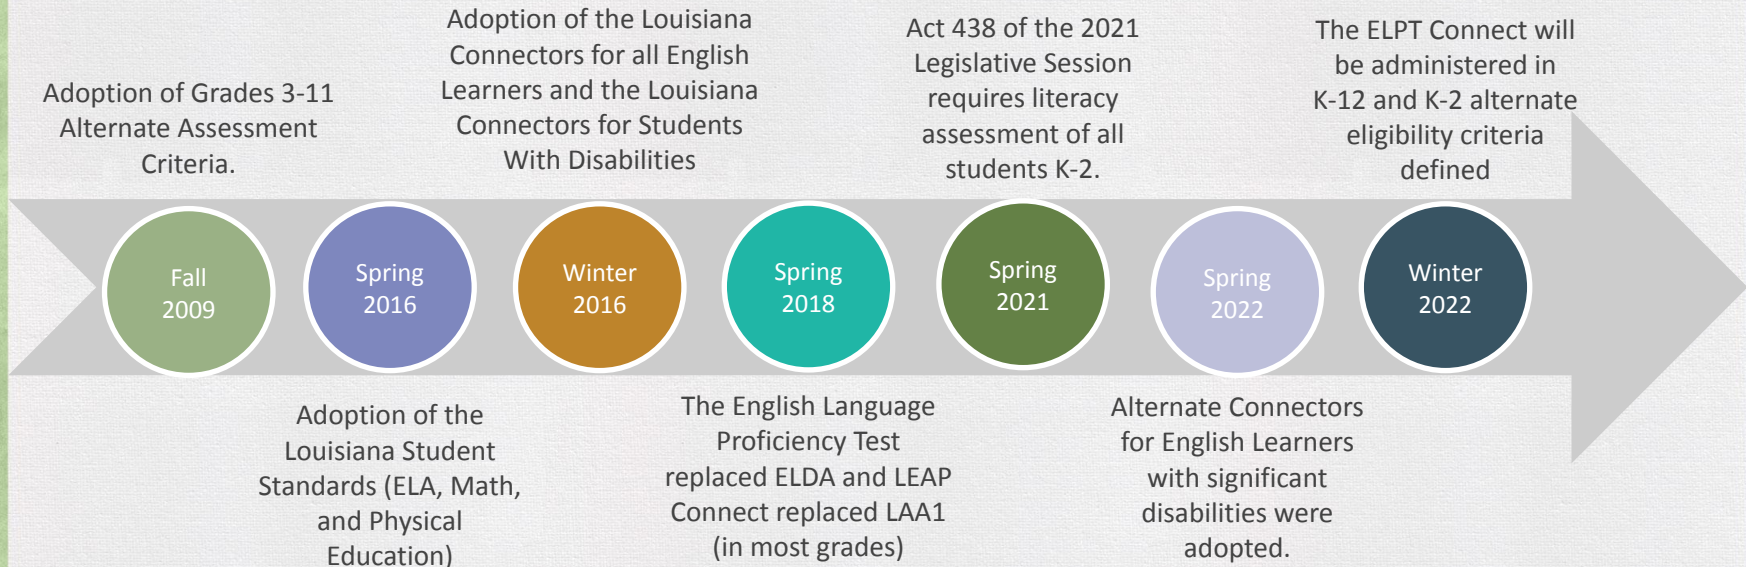 Adoption of Grades 3-11
Alternate Assessment
Criteria.
Adoption of the Louisiana
Connectors for all English
Learners and the Louisiana
Connectors for Students
With Disabilities
Act 438 of the 2021
Legislative Session
requires literacy
assessment of all
students K-2.
The ELPT Connect will
be administered in
K-12 and K-2 alternate
eligibility criteria
defined
Fall
2009
Spring
2016
Winter
2016
Spring
2018
Spring
2021
Spring
2022
Winter
2022
Adoption of the
Louisiana Student
Standards (ELA, Math,
and Physical
Education)
The English Language
Proficiency Test
replaced ELDA and LEAP
Connect replaced LAA1
(in most grades)
Alternate Connectors
for English Learners
with significant
disabilities were
adopted.